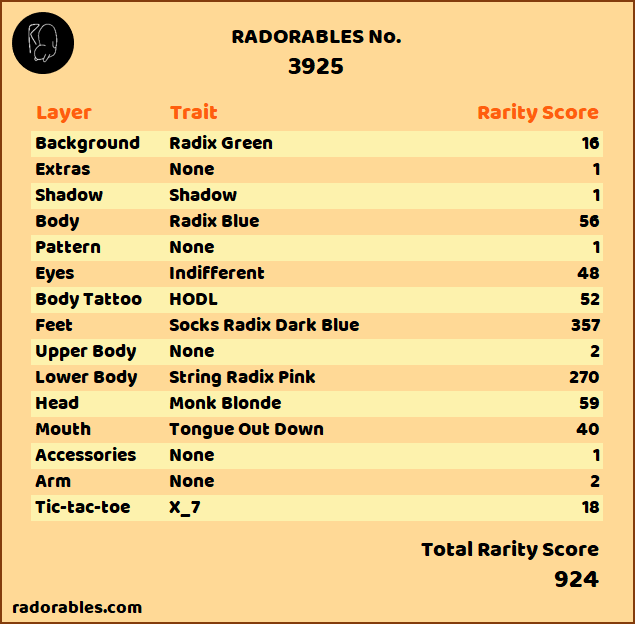 RADORABLES No.
3925
Layer Trait Rarity Score
Background Radix Green 16
Extras None 1
Shadow Shadow 1
Body Radix Blue 56
Pattern None 1
Eyes Indifferent 48
Body Tattoo HODL 52
Feet Socks Radix Dark Blue 357
Upper Body None 2
Lower Body String Radix Pink 270
Head Monk Blonde 59
Mouth Tongue Out Down 40
Accessories None 1
Arm None 2
Tic-tac-toe X_7 18
Total Rarity Score
924
radorables.com